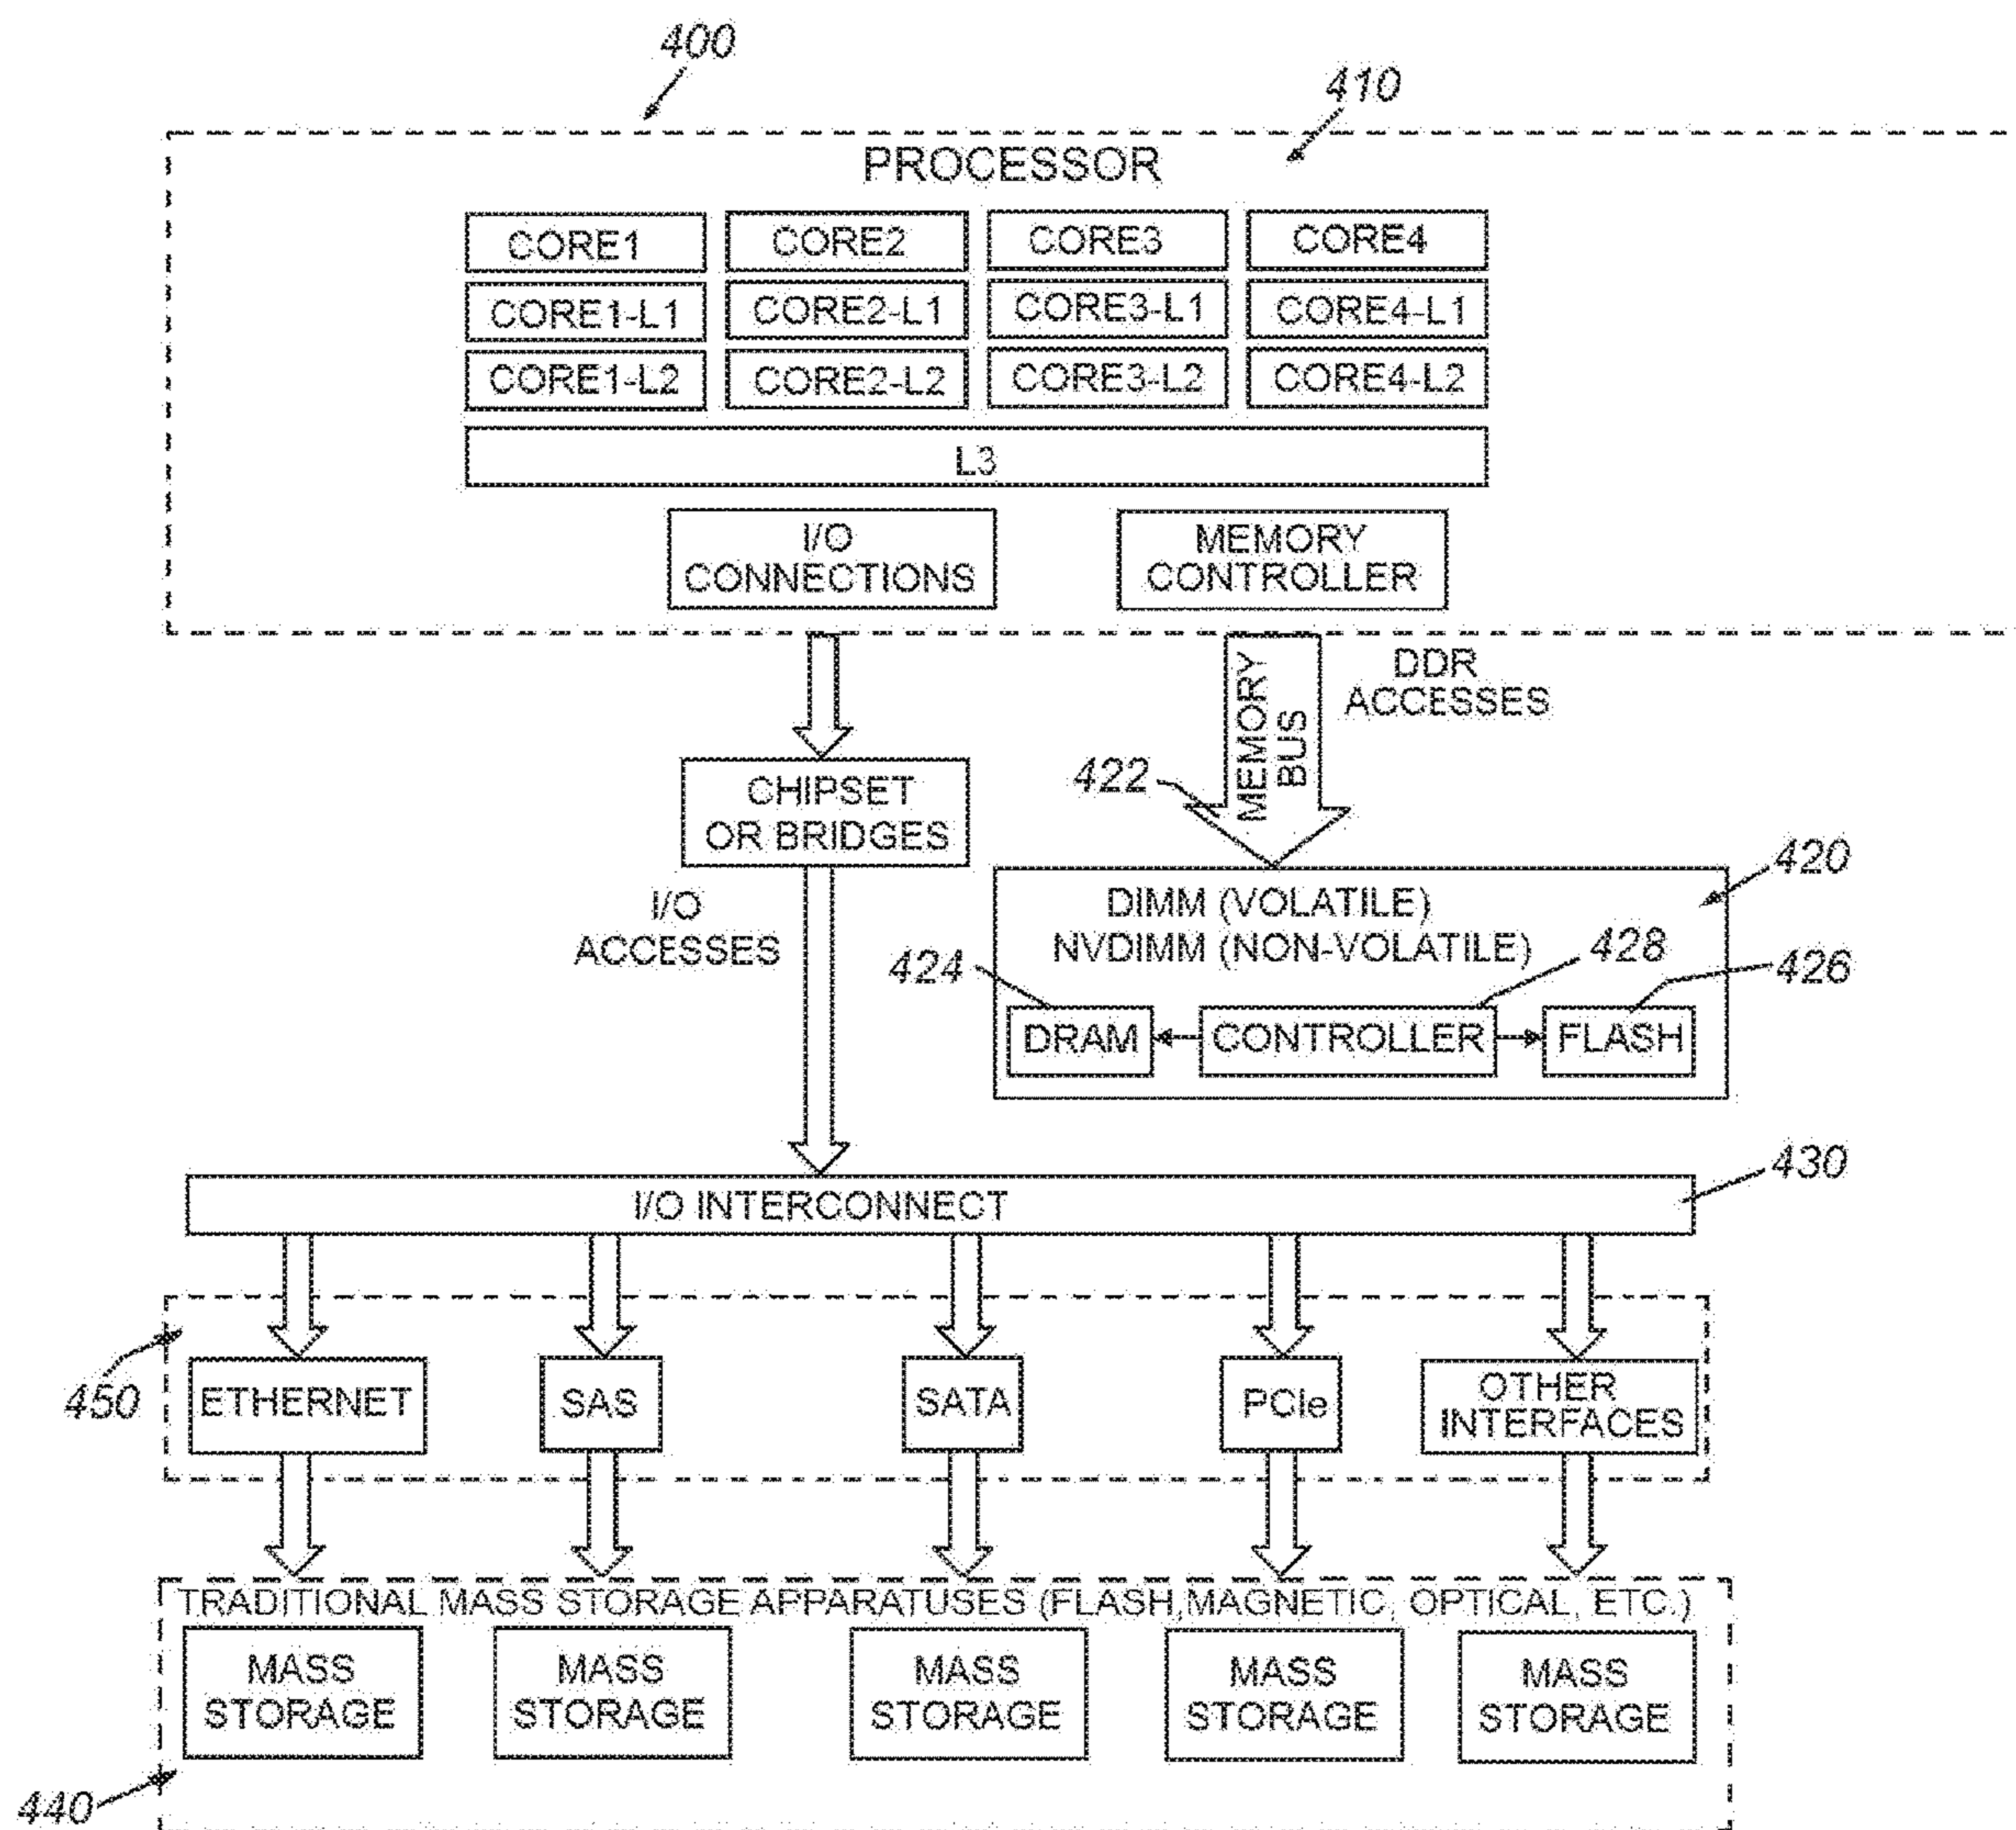 400
410
PROCESSOR
CORE1
CORE2
CORE3
CORE4
CORE1-L1
CORE2-L1
CORE3-L1
CORE4-L1
CORE1-L2
CORE2-L2
CORE3-L2
CORE4-L2
L3
I/O
CONNECTIONS
MEMORY
CONTROLLER
MEMORY
BUS
DDR
ACCESSES
422
CHIPSET
OR BRIDGES
420
I/O
ACCESSES
DIMM (VOLATILE)
NVDIMM (NON-VOLATILE)
424
428
426
DRAM
CONTROLLER
FLASH
430
I/O INTERCONNECT
450
ETHERNET
SAS
SATA
PCIe
OTHER
INTERFACES
TRADITIONAL MASS STORAGE APPARATUSES (FLASH,MAGNETIC, OPTICAL, ETC.)
MASS
STORAGE
MASS
STORAGE
MASS
STORAGE
MASS
STORAGE
MASS
STORAGE
440